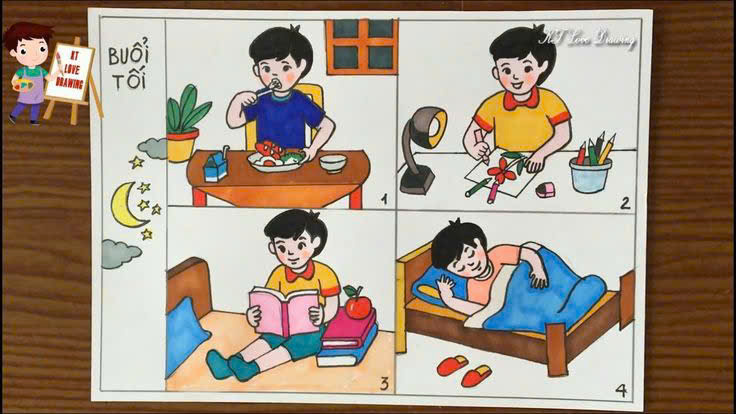 KT
LOVE
DRAWING
BUỔI
TỐI
KT Love Drawing
1
2
3
4